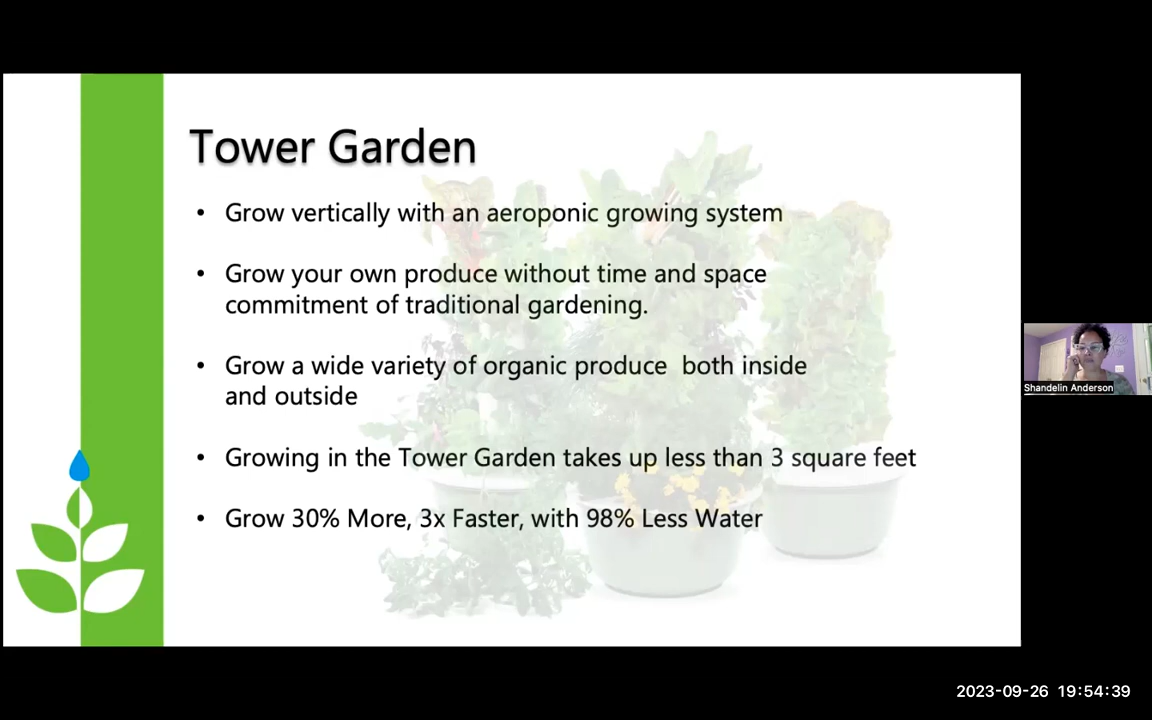 Tower Garden
• Grow vertically with an aeroponic growing system
• Grow your own produce without time and space
commitment of traditional gardening.
• Grow a wide variety of organic produce  both inside
and outside
• Growing in the Tower Garden takes up less than 3 square feet
• Grow 30% More, 3x Faster, with 98% Less Water
Shandelin Anderson
2023-09-26 19:54:39